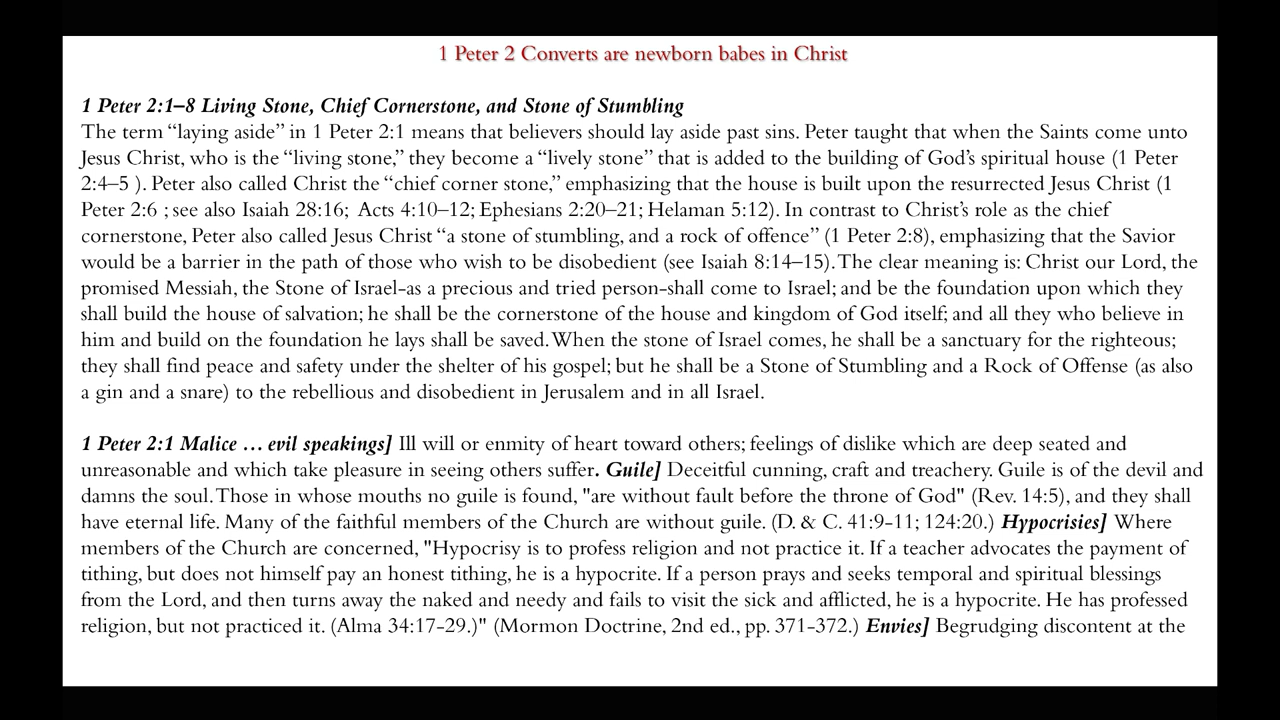 1 Peter 2 Converts are newborn babes in Christ
1 Peter 2:1–8 Living Stone, Chief Cornerstone, and Stone of Stumbling
The term “laying aside” in 1 Peter 2:1 means that believers should lay aside past sins. Peter taught that when the Saints come unto
Jesus Christ, who is the “living stone,” they become a “lively stone” that is added to the building of God’s spiritual house (1 Peter
2:4–5 ). Peter also called Christ the “chief corner stone,” emphasizing that the house is built upon the resurrected Jesus Christ (1
Peter 2:6 ; see also Isaiah 28:16;  Acts 4:10–12; Ephesians 2:20–21; Helaman 5:12). In contrast to Christ’s role as the chief
cornerstone, Peter also called Jesus Christ “a stone of stumbling, and a rock of offence” (1 Peter 2:8), emphasizing that the Savior
would be a barrier in the path of those who wish to be disobedient (see Isaiah 8:14–15). The clear meaning is: Christ our Lord, the
promised Messiah, the Stone of Israel-as a precious and tried person-shall come to Israel; and be the foundation upon which they
shall build the house of salvation; he shall be the cornerstone of the house and kingdom of God itself; and all they who believe in
him and build on the foundation he lays shall be saved. When the stone of Israel comes, he shall be a sanctuary for the righteous;
they shall find peace and safety under the shelter of his gospel; but he shall be a Stone of Stumbling and a Rock of Offense (as also
a gin and a snare) to the rebellious and disobedient in Jerusalem and in all Israel.
1 Peter 2:1 Malice … evil speakings] Ill will or enmity of heart toward others; feelings of dislike which are deep seated and
unreasonable and which take pleasure in seeing others suffer. Guile] Deceitful cunning, craft and treachery. Guile is of the devil and
damns the soul. Those in whose mouths no guile is found, "are without fault before the throne of God" (Rev. 14:5), and they shall
have eternal life. Many of the faithful members of the Church are without guile. (D. & C. 41:9-11; 124:20.) Hypocrisies] Where
members of the Church are concerned, "Hypocrisy is to profess religion and not practice it. If a teacher advocates the payment of
tithing, but does not himself pay an honest tithing, he is a hypocrite. If a person prays and seeks temporal and spiritual blessings
from the Lord, and then turns away the naked and needy and fails to visit the sick and afflicted, he is a hypocrite. He has professed
religion, but not practiced it. (Alma 34:17-29.)" (Mormon Doctrine, 2nd ed., pp. 371-372.) Envies] Begrudging discontent at the